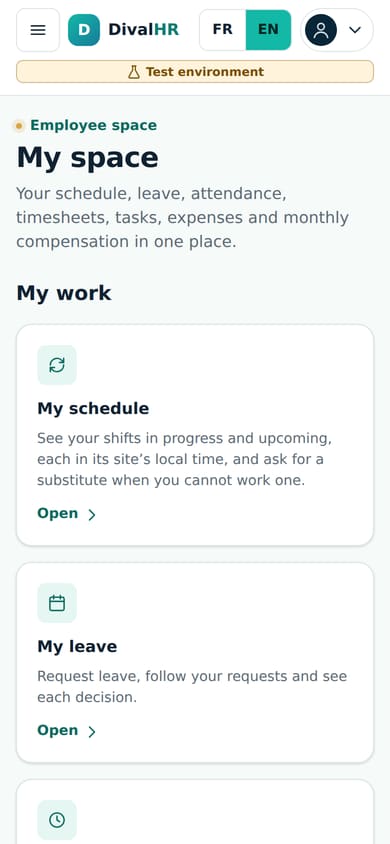 D DivalHR FR EN
Test environment
Employee space
My space
Your schedule, leave, attendance,
timesheets, tasks, expenses and monthly
compensation in one place.
My work
My schedule
See your shifts in progress and upcoming,
each in its site’s local time, and ask for a
substitute when you cannot work one.
Open
My leave
Request leave, follow your requests and see
each decision.
Open